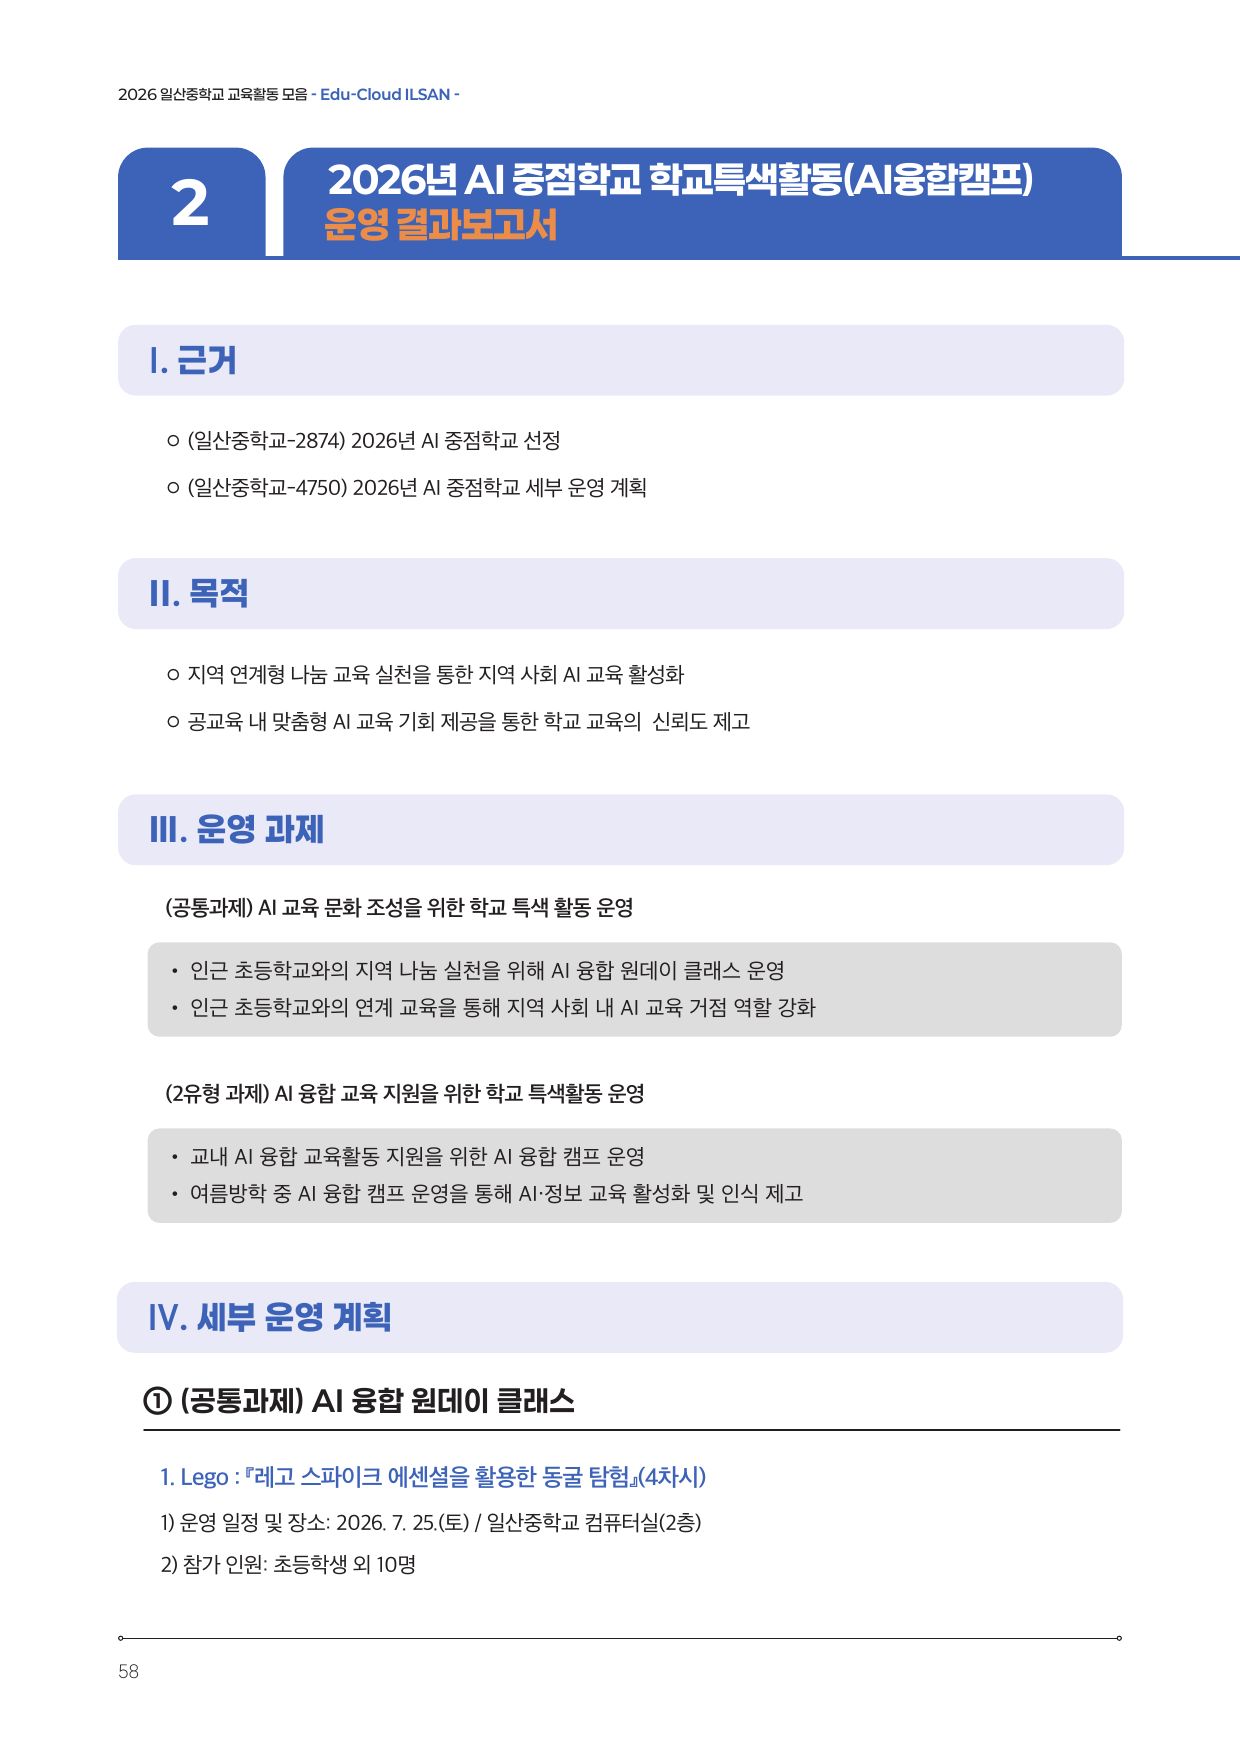 2026 일산중학교 교육활동 모음 - Edu-Cloud ILSAN -
2
2026년 AI 중점학교 학교특색활동(AI융합캠프)
운영 결과보고서
I. 근거
ㅇ (일산중학교-2874) 2026년 AI 중점학교 선정
ㅇ (일산중학교-4750) 2026년 AI 중점학교 세부 운영 계획
II. 목적
ㅇ 지역 연계형 나눔 교육 실천을 통한 지역 사회 AI 교육 활성화
ㅇ 공교육 내 맞춤형 AI 교육 기회 제공을 통한 학교 교육의  신뢰도 제고
III. 운영 과제
(공통과제) AI 교육 문화 조성을 위한 학교 특색 활동 운영
• 인근 초등학교와의 지역 나눔 실천을 위해 AI 융합 원데이 클래스 운영
• 인근 초등학교와의 연계 교육을 통해 지역 사회 내 AI 교육 거점 역할 강화
(2유형 과제) AI 융합 교육 지원을 위한 학교 특색활동 운영
• 교내 AI 융합 교육활동 지원을 위한 AI 융합 캠프 운영
• 여름방학 중 AI 융합 캠프 운영을 통해 AI·정보 교육 활성화 및 인식 제고
IV. 세부 운영 계획
① (공통과제) AI 융합 원데이 클래스
1. Lego : 『레고 스파이크 에센셜을 활용한 동굴 탐험』(4차시)
1) 운영 일정 및 장소: 2026. 7. 25.(토) / 일산중학교 컴퓨터실(2층)
2) 참가 인원: 초등학생 외 10명
58